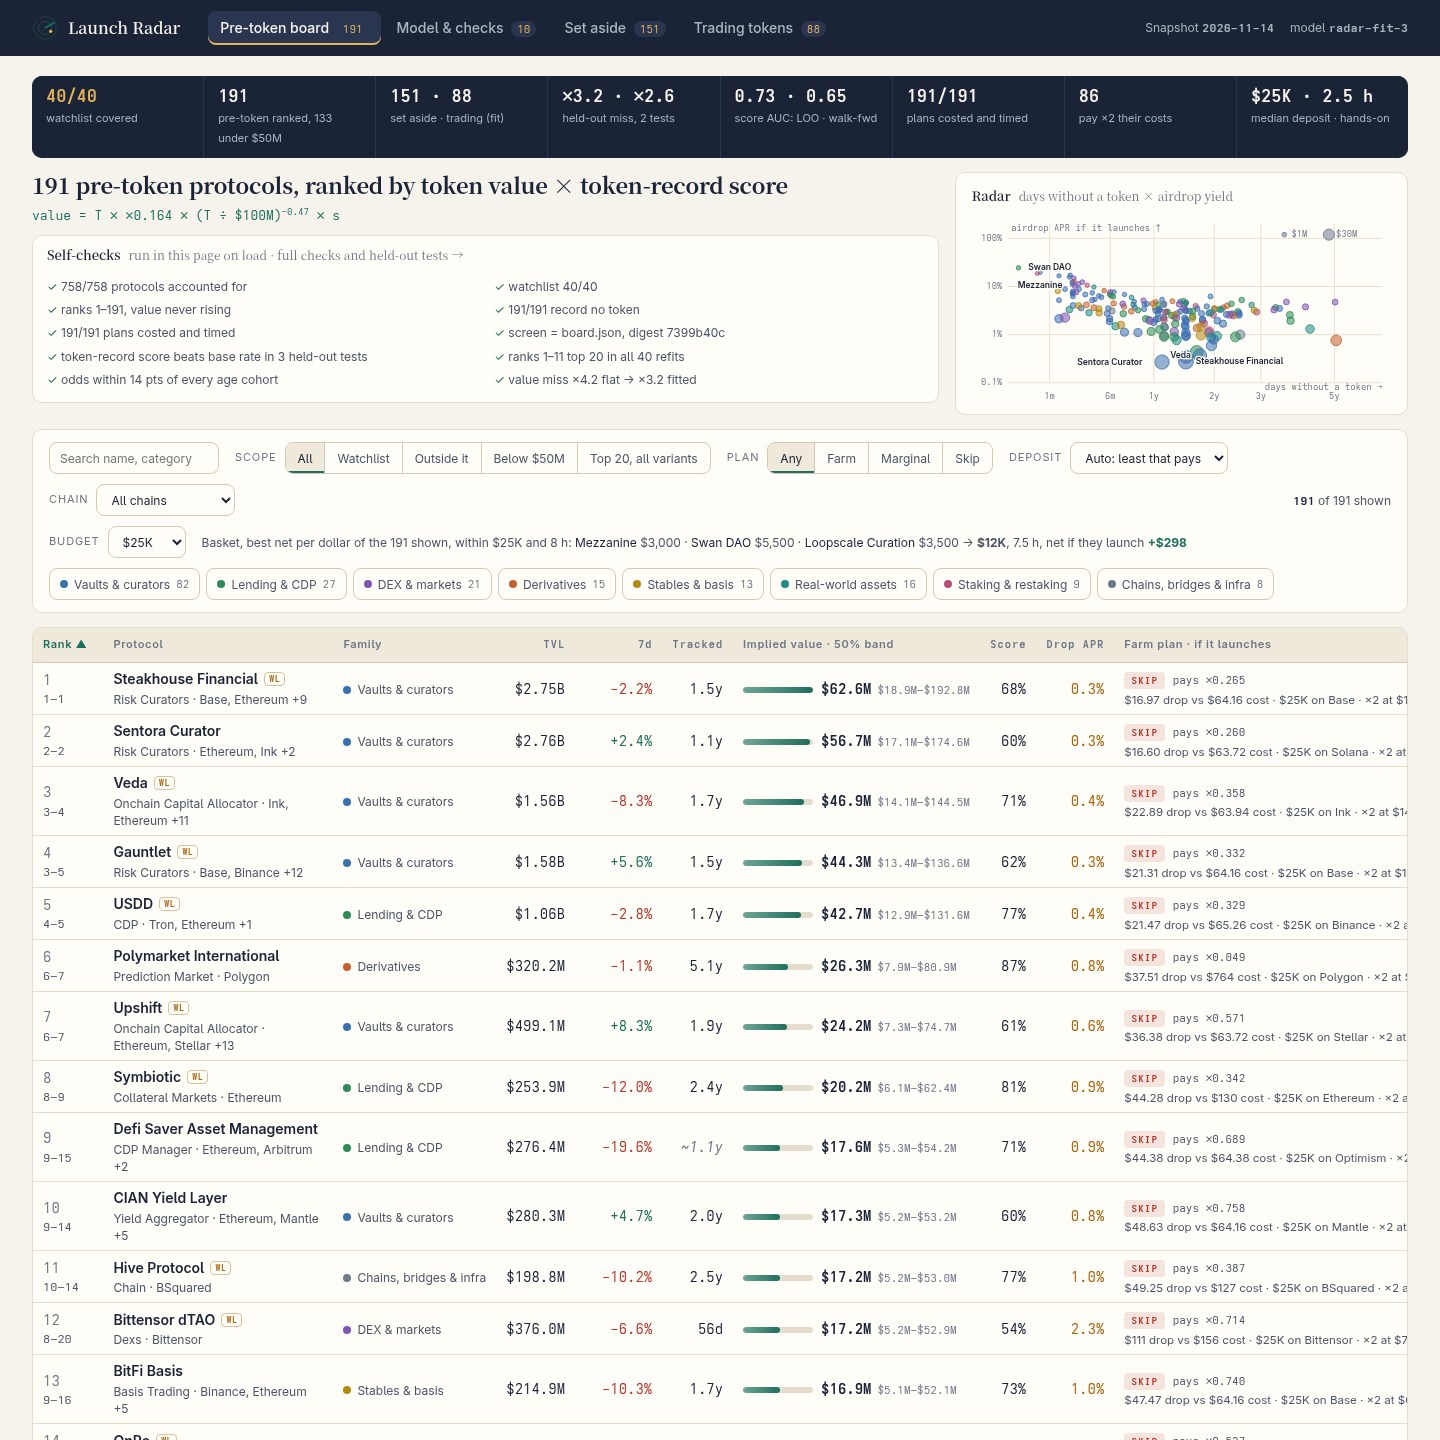 Launch Radar
Pre-token board 191
Model & checks 10
Set aside 151
Trading tokens 88
Snapshot 2026-11-14 model radar-fit-3
40/40
watchlist covered
191
pre-token ranked, 133
under $50M
151 · 88
set aside · trading (fit)
×3.2 · ×2.6
held-out miss, 2 tests
0.73 · 0.65
score AUC: LOO · walk-fwd
191/191
plans costed and timed
86
pay ×2 their costs
$25K · 2.5 h
median deposit · hands-on
191 pre-token protocols, ranked by token value × token-record score
value = T × ×0.164 × (T ÷ $100M)−0.47 × s
Self-checks run in this page on load · full checks and held-out tests →
✓ 758/758 protocols accounted for
✓ watchlist 40/40
✓ ranks 1–191, value never rising
✓ 191/191 record no token
✓ 191/191 plans costed and timed
✓ screen = board.json, digest 7399b40c
✓ token-record score beats base rate in 3 held-out tests
✓ ranks 1–11 top 20 in all 40 refits
✓ odds within 14 pts of every age cohort
✓ value miss ×4.2 flat → ×3.2 fitted
Radar days without a token × airdrop yield
airdrop APR if it launches ↑
$1M $30M
100%
Swan DAO
10%
Mezzanine
1%
Sentora Curator
Veda
Steakhouse Financial
0.1%
days without a token →
1m 6m 1y 2y 3y 5y
Search name, category
SCOPE All Watchlist Outside it Below $50M Top 20, all variants
PLAN Any Farm Marginal Skip
DEPOSIT Auto: least that pays
CHAIN All chains
191 of 191 shown
BUDGET $25K Basket, best net per dollar of the 191 shown, within $25K and 8 h: Mezzanine $3,000 · Swan DAO $5,500 · Loopscale Curation $3,500 → $12K, 7.5 h, net if they launch +$298
Vaults & curators 82
Lending & CDP 27
DEX & markets 21
Derivatives 15
Stables & basis 13
Real-world assets 16
Staking & restaking 9
Chains, bridges & infra 8
Rank ▲ Protocol Family TVL 7d Tracked Implied value · 50% band Score Drop APR Farm plan · if it launches
1 Steakhouse Financial WL Vaults & curators $2.75B −2.2% 1.5y $62.6M $18.9M–$192.8M 68% 0.3% SKIP pays ×0.265
1–1 Risk Curators · Base, Ethereum +9 $16.97 drop vs $64.16 cost · $25K on Base · ×2 at $1
2 Sentora Curator Vaults & curators $2.76B +2.4% 1.1y $56.7M $17.1M–$174.6M 60% 0.3% SKIP pays ×0.260
2–2 Risk Curators · Ethereum, Ink +2 $16.60 drop vs $63.72 cost · $25K on Solana · ×2 at
3 Veda WL Vaults & curators $1.56B −8.3% 1.7y $46.9M $14.1M–$144.5M 71% 0.4% SKIP pays ×0.358
3–4 Onchain Capital Allocator · Ink, $22.89 drop vs $63.94 cost · $25K on Ink · ×2 at $14
Ethereum +11
4 Gauntlet WL Vaults & curators $1.58B +5.6% 1.5y $44.3M $13.4M–$136.6M 62% 0.3% SKIP pays ×0.332
3–5 Risk Curators · Base, Binance +12 $21.31 drop vs $64.16 cost · $25K on Base · ×2 at $1
5 USDD WL Lending & CDP $1.06B −2.8% 1.7y $42.7M $12.9M–$131.6M 77% 0.4% SKIP pays ×0.329
4–5 CDP · Tron, Ethereum +1 $21.47 drop vs $65.26 cost · $25K on Binance · ×2 a
6 Polymarket International Derivatives $320.2M −1.1% 5.1y $26.3M $7.9M–$80.9M 87% 0.8% SKIP pays ×0.049
6–7 Prediction Market · Polygon $37.51 drop vs $764 cost · $25K on Polygon · ×2 at $
7 Upshift WL Vaults & curators $499.1M +8.3% 1.9y $24.2M $7.3M–$74.7M 61% 0.6% SKIP pays ×0.571
6–7 Onchain Capital Allocator · $36.38 drop vs $63.72 cost · $25K on Stellar · ×2 at
Ethereum, Stellar +13
8 Symbiotic WL Lending & CDP $253.9M −12.0% 2.4y $20.2M $6.1M–$62.4M 81% 0.9% SKIP pays ×0.342
8–9 Collateral Markets · Ethereum $44.28 drop vs $130 cost · $25K on Ethereum · ×2 a
9 Defi Saver Asset Management Lending & CDP $276.4M −19.6% ~1.1y $17.6M $5.3M–$54.2M 71% 0.9% SKIP pays ×0.689
9–15 CDP Manager · Ethereum, Arbitrum $44.38 drop vs $64.38 cost · $25K on Optimism · ×2
+2
10 CIAN Yield Layer Vaults & curators $280.3M +4.7% 2.0y $17.3M $5.2M–$53.2M 60% 0.8% SKIP pays ×0.758
9–14 Yield Aggregator · Ethereum, Mantle $48.63 drop vs $64.16 cost · $25K on Mantle · ×2 at
+5
11 Hive Protocol WL Chains, bridges & infra $198.8M −10.2% 2.5y $17.2M $5.2M–$53.0M 77% 1.0% SKIP pays ×0.387
10–14 Chain · BSquared $49.25 drop vs $127 cost · $25K on BSquared · ×2 a
12 Bittensor dTAO WL DEX & markets $376.0M −6.6% 56d $17.2M $5.2M–$52.9M 54% 2.3% SKIP pays ×0.714
8–20 Dexs · Bittensor $111 drop vs $156 cost · $25K on Bittensor · ×2 at $7
13 BitFi Basis Stables & basis $214.9M −10.3% 1.7y $16.9M $5.1M–$52.1M 73% 1.0% SKIP pays ×0.740
9–16 Basis Trading · Binance, Ethereum $47.47 drop vs $64.16 cost · $25K on Base · ×2 at $
+5